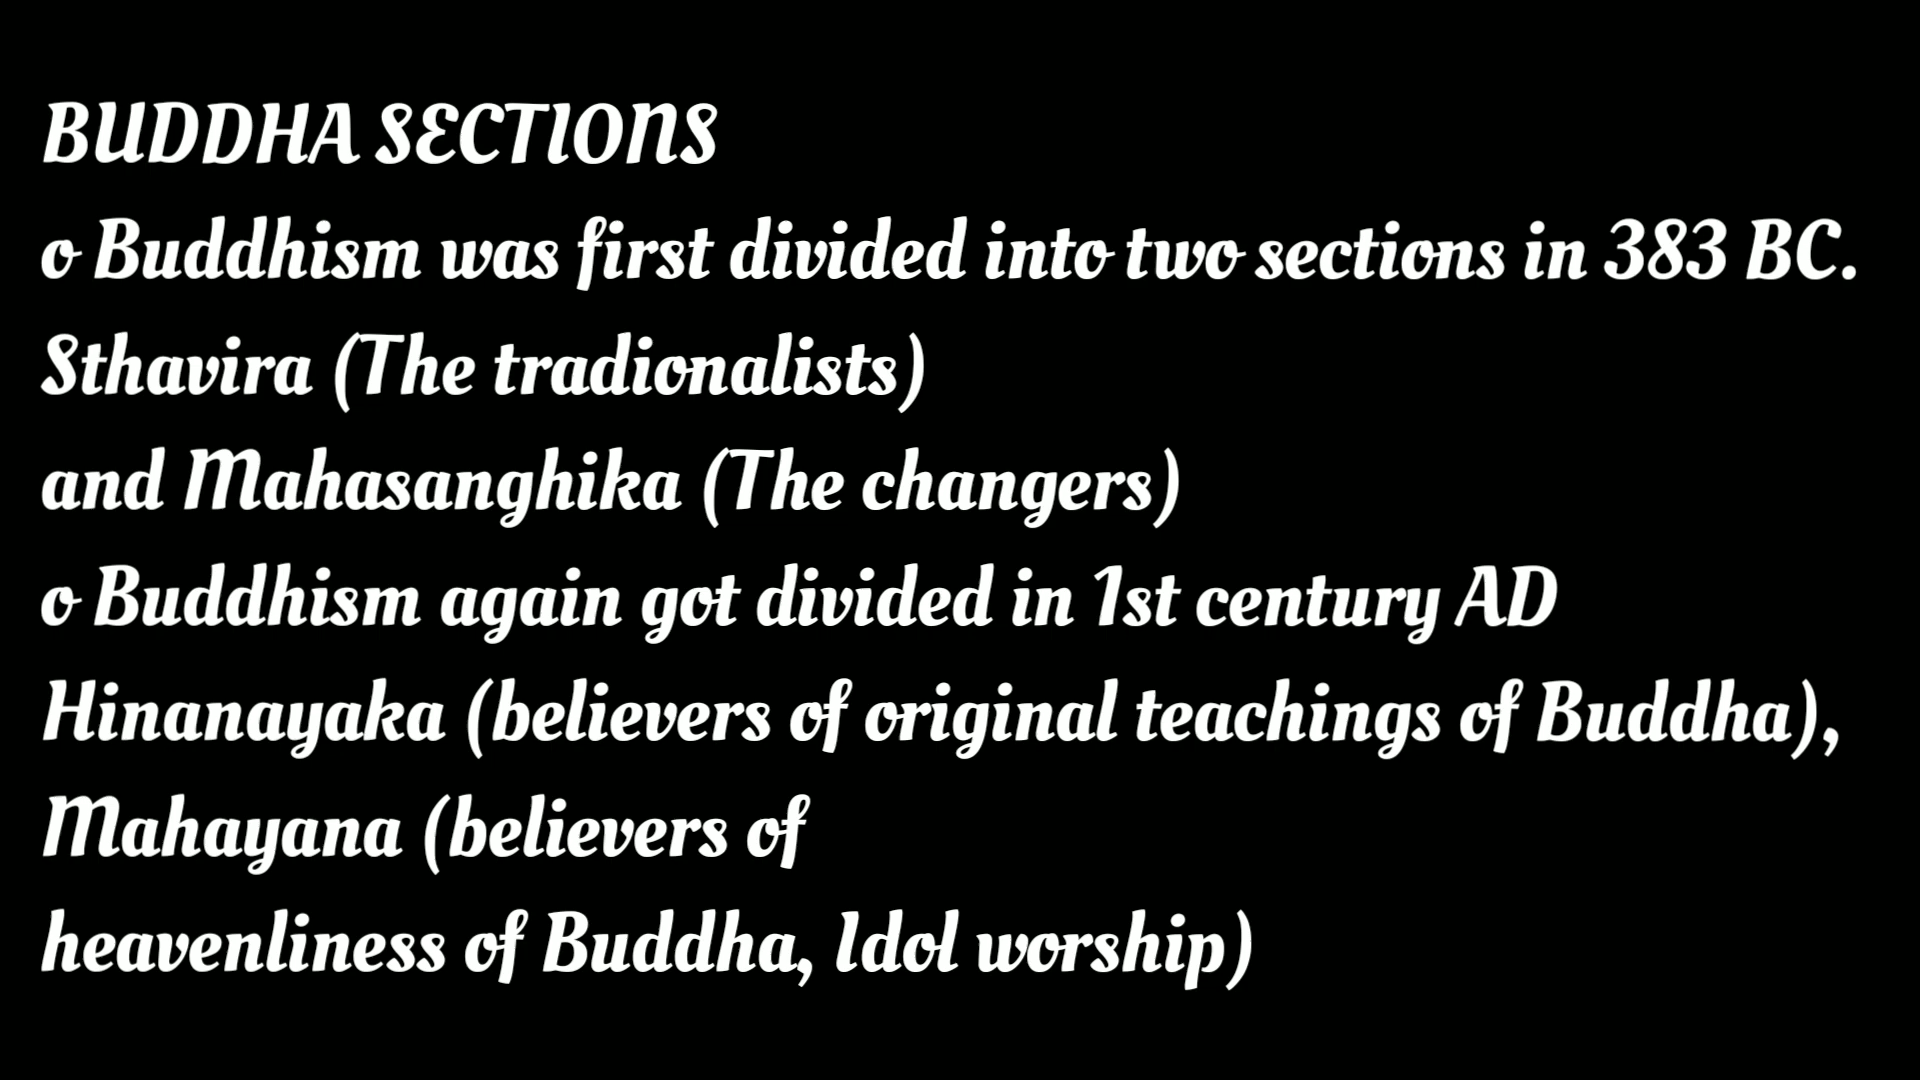 BUDDHA SECTIONS
o Buddhism was first divided into two sections in 383 BC.
Sthavira (The tradionalists)
and Mahasanghika (The changers)
o Buddhism again got divided in 1st century AD
Hinanayaka (believers of original teachings of Buddha),
Mahayana (believers of
heavenliness of Buddha, Idol worship)